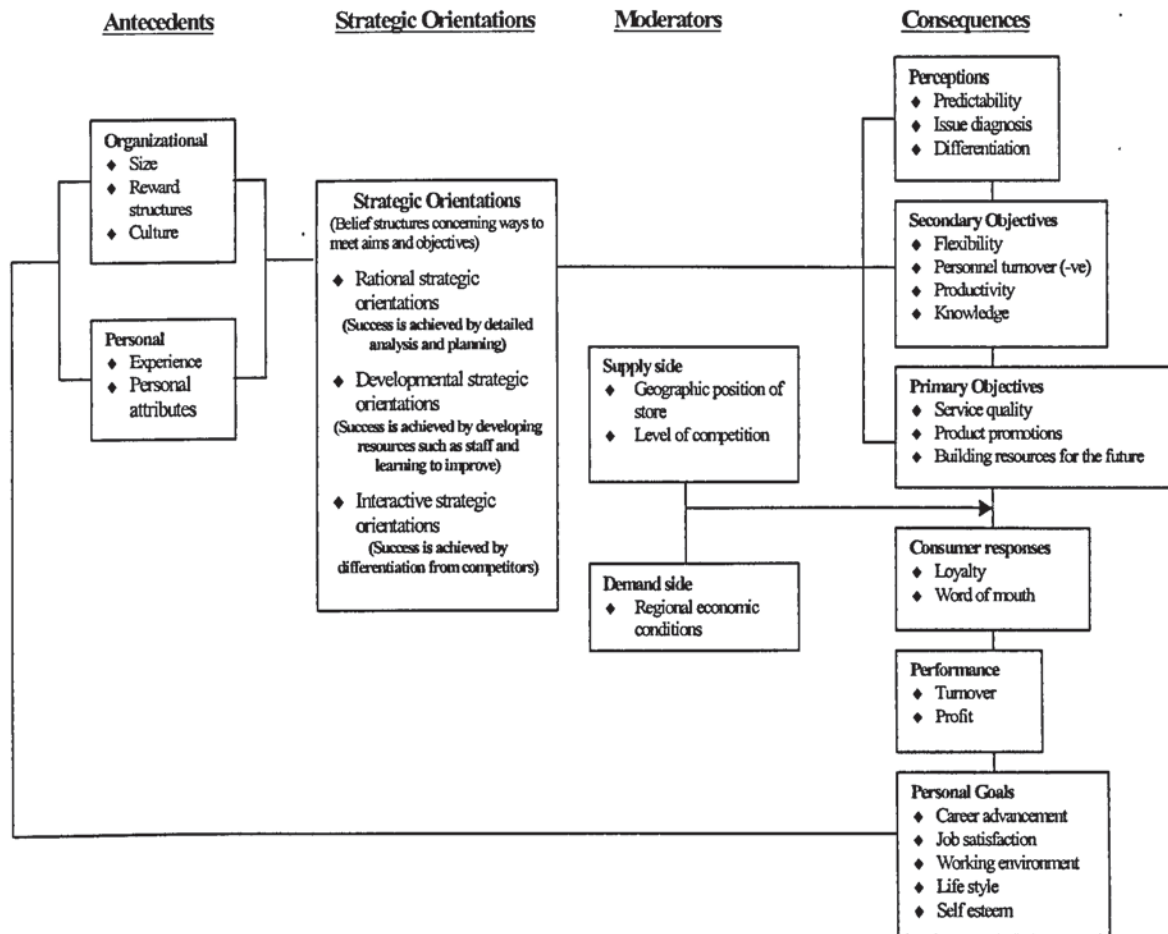 Antecedents
Strategic Orientations
Moderators
Consequences
Organizational
♦ Size
♦ Reward
structures
♦ Culture
Personal
♦ Experience
♦ Personal
attributes
Strategic Orientations
(Belief structures concerning ways to
meet aims and objectives)
♦ Rational strategic
orientations
(Success is achieved by detailed
analysis and planning)
♦ Developmental strategic
orientations
(Success is achieved by developing
resources such as staff and
learning to improve)
♦ Interactive strategic
orientations
(Success is achieved by
differentiation from competitors)
Supply side
♦ Geographic position of
store
♦ Level of competition
Demand side
♦ Regional economic
conditions
Perceptions
♦ Predictability
♦ Issue diagnosis
♦ Differentiation
Secondary Objectives
♦ Flexibility
♦ Personnel turnover (-ve)
♦ Productivity
♦ Knowledge
Primary Objectives
♦ Service quality
♦ Product promotions
♦ Building resources for the future
Consumer responses
♦ Loyalty
♦ Word of mouth
Performance
♦ Turnover
♦ Profit
Personal Goals
♦ Career advancement
♦ Job satisfaction
♦ Working environment
♦ Life style
♦ Self esteem